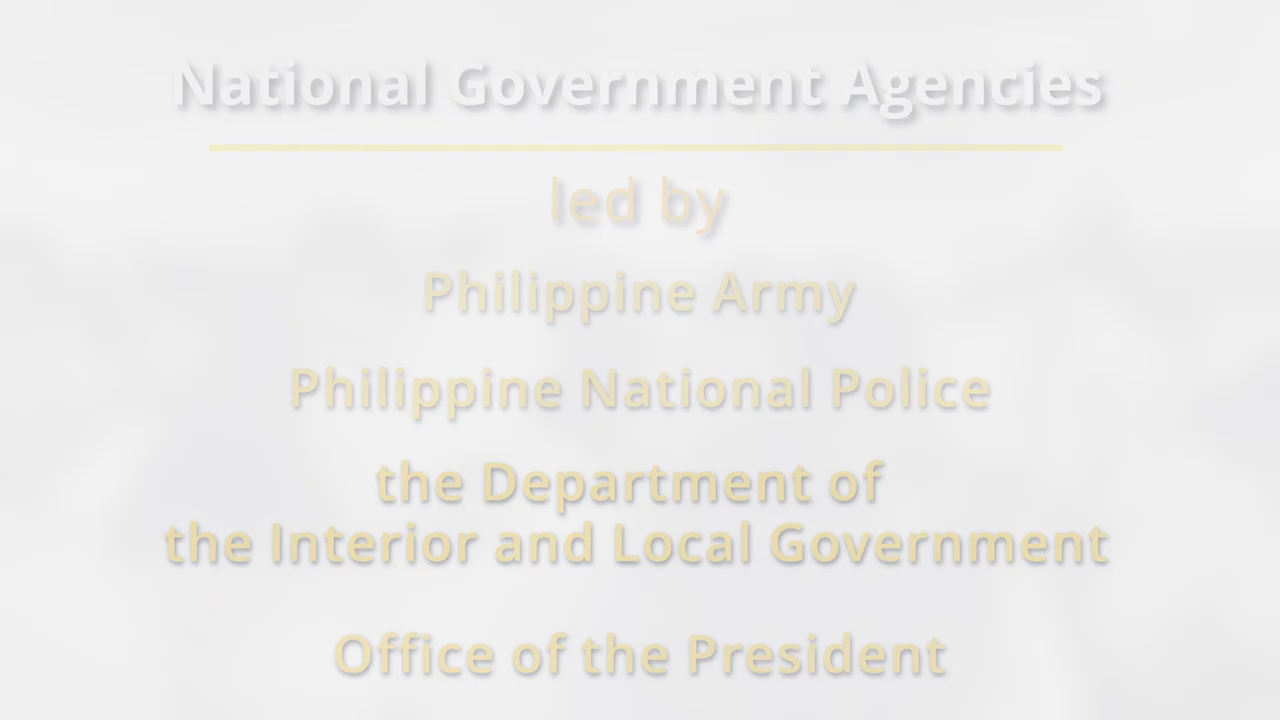 National Government Agencies
led by
Philippine Army
Philippine National Police
the Department of
the Interior and Local Government
Office of the President